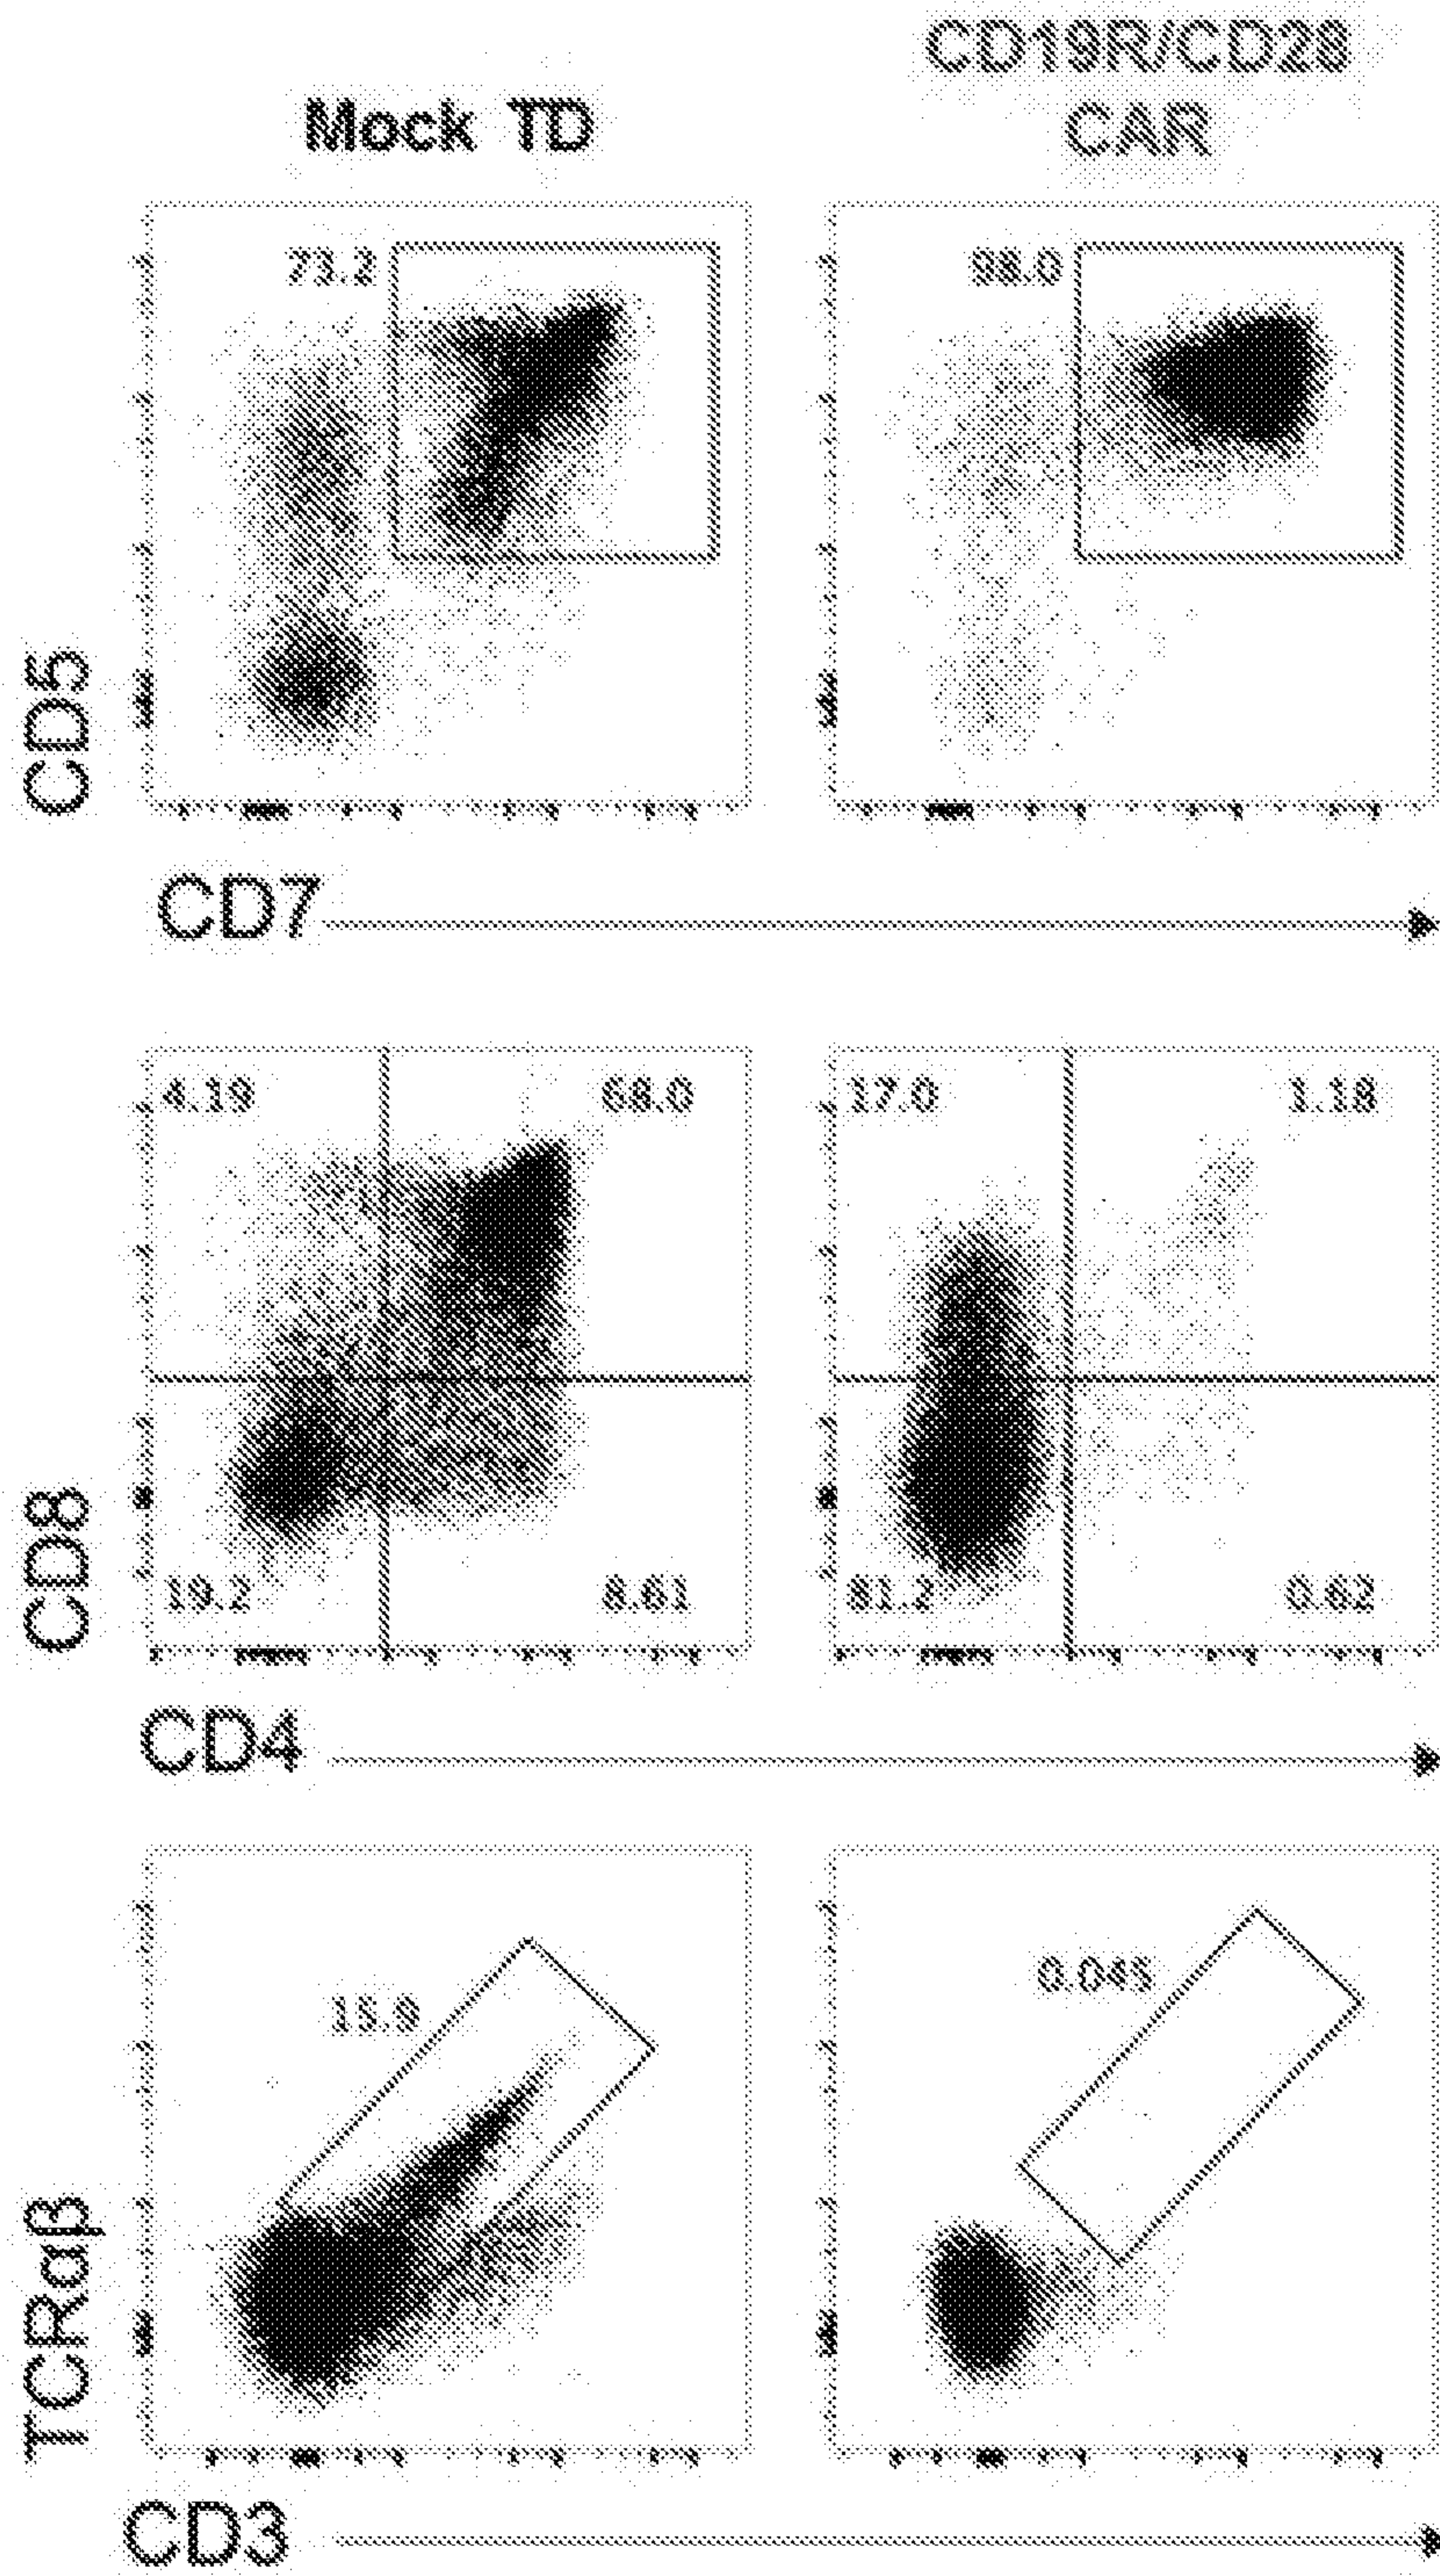 CD19R/CD28
Mock TD
CAR
73.2
98.0
CD5
CD7
4.19
68.0
17.0
1.18
CD8
19.2
8.61
81.2
0.62
CD4
15.9
0.045
TCRαβ
CD3